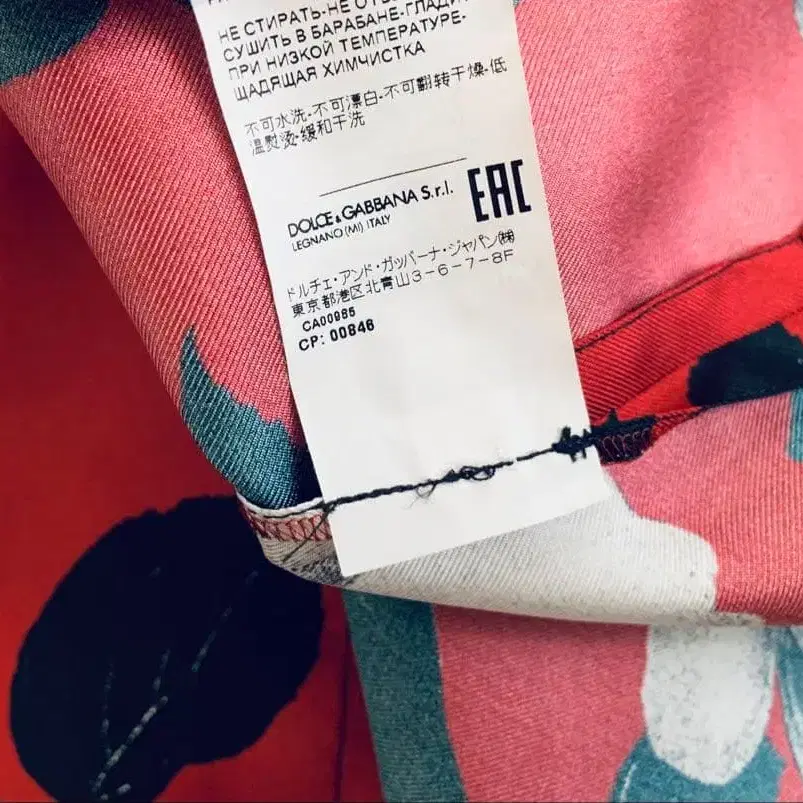 НЕ СТИРАТЬ-НЕ
СУШИТЬ В БАРАБАНЕ-ГЛАДИ
ПРИ НИЗКОЙ ТЕМПЕРАТУРЕ-
ЩАДЯЩАЯ ХИМЧИСТКА
不可水洗-不可漂白-不可翻转干燥-低
温熨烫-缓和干洗
DOLCE & GABBANA S.r.l.
LEGNANO (MI) ITALY
EAC
ドルチェ・アンド・ガッバーナ・ジャパン㈱
東京都港区北青山3-6-7-8F
CA00985
CP: 00846